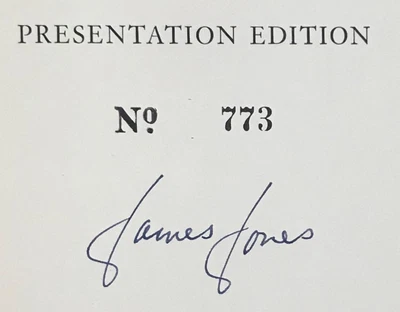 PRESENTATION EDITION
Nº 773
James Jones